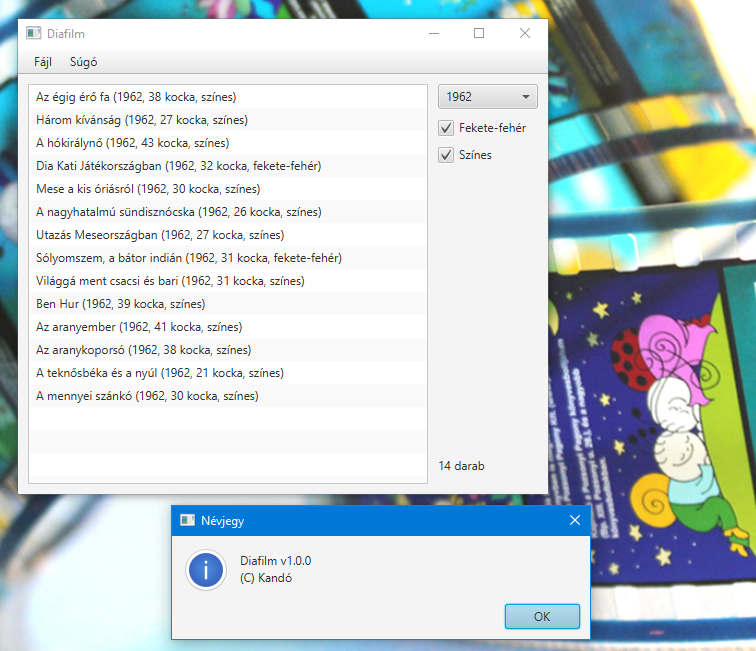 Diafilm
Fájl Súgó
Az égig érő fa (1962, 38 kocka, színes)
Három kívánság (1962, 27 kocka, színes)
A hókirálynő (1962, 43 kocka, színes)
Dia Kati Játékországban (1962, 32 kocka, fekete-fehér)
Mese a kis óriásról (1962, 30 kocka, színes)
A nagyhatalmú sündisznócska (1962, 26 kocka, színes)
Utazás Meseországban (1962, 27 kocka, színes)
Sólyomszem, a bátor indián (1962, 31 kocka, fekete-fehér)
Világgá ment csacsi és bari (1962, 31 kocka, színes)
Ben Hur (1962, 39 kocka, színes)
Az aranyember (1962, 41 kocka, színes)
Az aranykoporsó (1962, 38 kocka, színes)
A teknősbéka és a nyúl (1962, 21 kocka, színes)
A mennyei szánkó (1962, 30 kocka, színes)
1962
Fekete-fehér
Színes
14 darab
Névjegy
Diafilm v1.0.0
(C) Kandó
OK